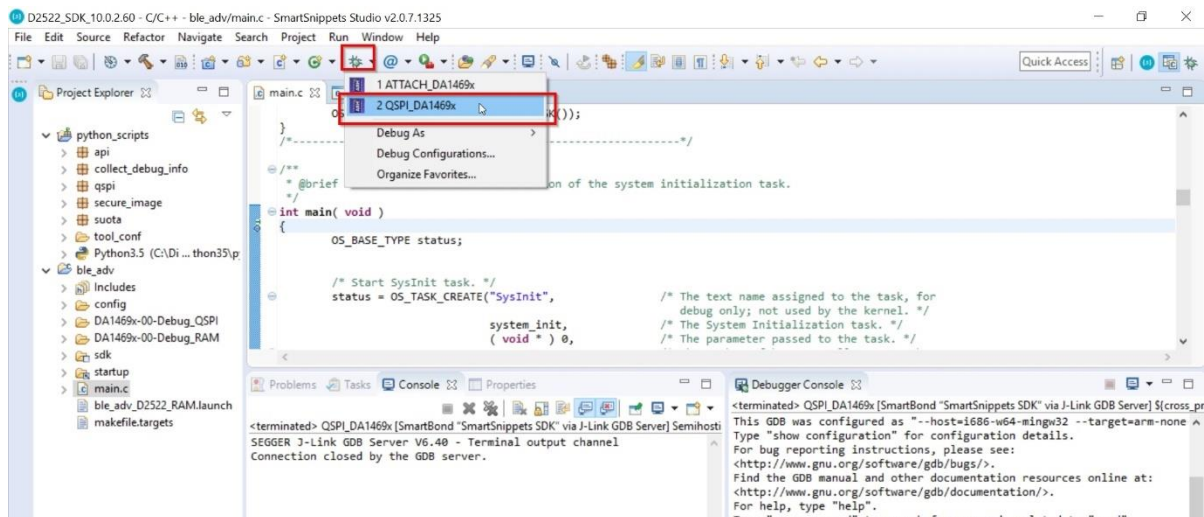 D2522_SDK_10.0.2.60 - C/C++ - ble_adv/main.c - SmartSnippets Studio v2.0.7.1325
File Edit Source Refactor Navigate Search Project Run Window Help
Quick Access
Project Explorer
python_scripts
api
collect_debug_info
qspi
secure_image
suota
tool_conf
Python3.5 (C:\Di ... thon35\p
ble_adv
Includes
config
DA1469x-00-Debug_QSPI
DA1469x-00-Debug_RAM
sdk
startup
main.c
ble_adv_D2522_RAM.launch
makefile.targets
main.c
1 ATTACH_DA1469x
2 QSPI_DA1469x
Debug As
Debug Configurations...
Organize Favorites...
K());
}
/*--------
--------*/
/**
* @brief
on of the system initialization task.
*/
int main( void )
{
OS_BASE_TYPE status;
/* Start SysInit task. */
status = OS_TASK_CREATE("SysInit", /* The text name assigned to the task, for
debug only; not used by the kernel. */
system_init, /* The System Initialization task. */
( void * ) 0, /* The parameter passed to the task. */
Problems Tasks Console Properties
<terminated> QSPI_DA1469x [SmartBond "SmartSnippets SDK" via J-Link GDB Server] Semihosti
SEGGER J-Link GDB Server V6.40 - Terminal output channel
Connection closed by the GDB server.
Debugger Console
<terminated> QSPI_DA1469x [SmartBond "SmartSnippets SDK" via J-Link GDB Server] $(cross_pr
This GDB was configured as "--host=i686-w64-mingw32 --target=arm-none
Type "show configuration" for configuration details.
For bug reporting instructions, please see:
<http://www.gnu.org/software/gdb/bugs/>.
Find the GDB manual and other documentation resources online at:
<http://www.gnu.org/software/gdb/documentation/>.
For help, type "help".